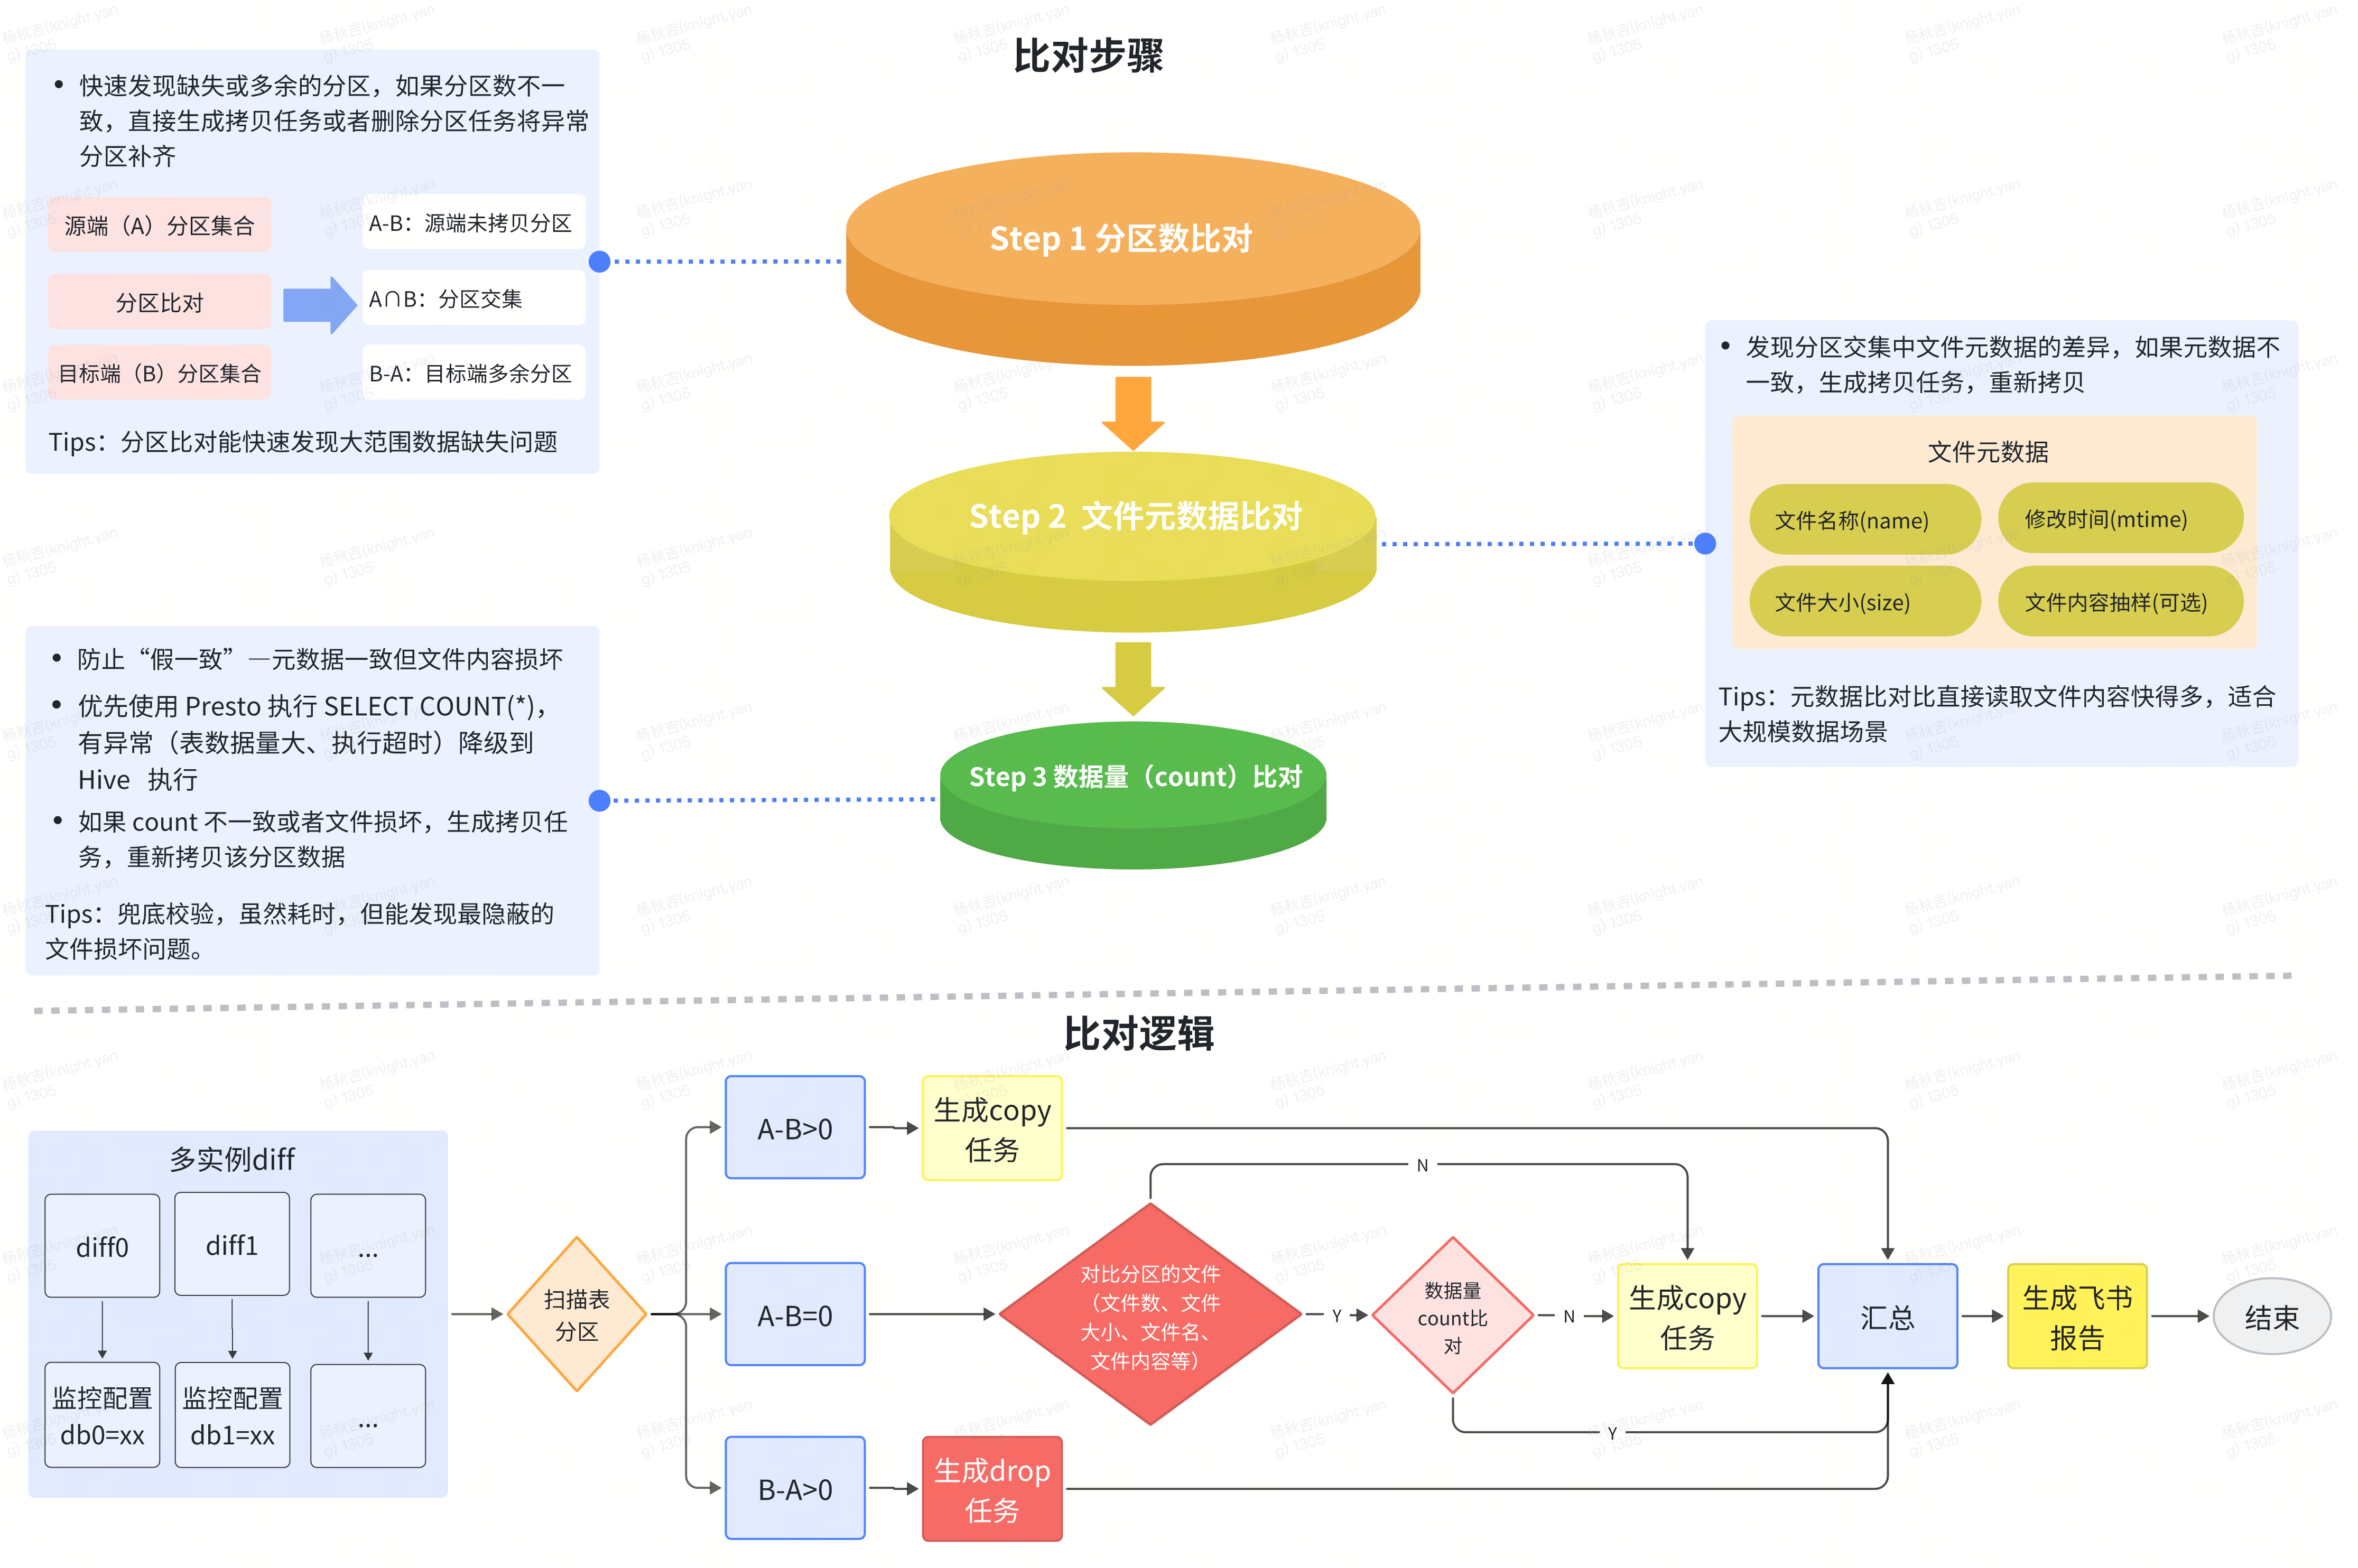 比对步骤
• 快速发现缺失或多余的分区，如果分区数不一
致，直接生成拷贝任务或者删除分区任务将异常
分区补齐
源端（A）分区集合
分区比对
目标端（B）分区集合
A-B：源端未拷贝分区
A∩B：分区交集
B-A：目标端多余分区
Tips：分区比对能快速发现大范围数据缺失问题
Step 1 分区数比对
Step 2 文件元数据比对
Step 3 数据量（count）比对
• 发现分区交集中文件元数据的差异，如果元数据不
一致，生成拷贝任务，重新拷贝
文件元数据
文件名称(name)
修改时间(mtime)
文件大小(size)
文件内容抽样(可选)
Tips：元数据比对比直接读取文件内容快得多，适合
大规模数据场景
• 防止“假一致”—元数据一致但文件内容损坏
• 优先使用 Presto 执行 SELECT COUNT(*)，
有异常（表数据量大、执行超时）降级到
Hive 执行
• 如果 count 不一致或者文件损坏，生成拷贝任
务，重新拷贝该分区数据
Tips：兜底校验，虽然耗时，但能发现最隐蔽的
文件损坏问题。
比对逻辑
多实例diff
diff0
diff1
...
监控配置
db0=xx
监控配置
db1=xx
...
扫描表
分区
A-B>0
生成copy
任务
A-B=0
对比分区的文件
（文件数、文件
大小、文件名、
文件内容等）
N
Y
数据量
count比
对
N
Y
生成copy
任务
B-A>0
生成drop
任务
汇总
生成飞书
报告
结束
杨秋吉(knight.yan
g) 1305